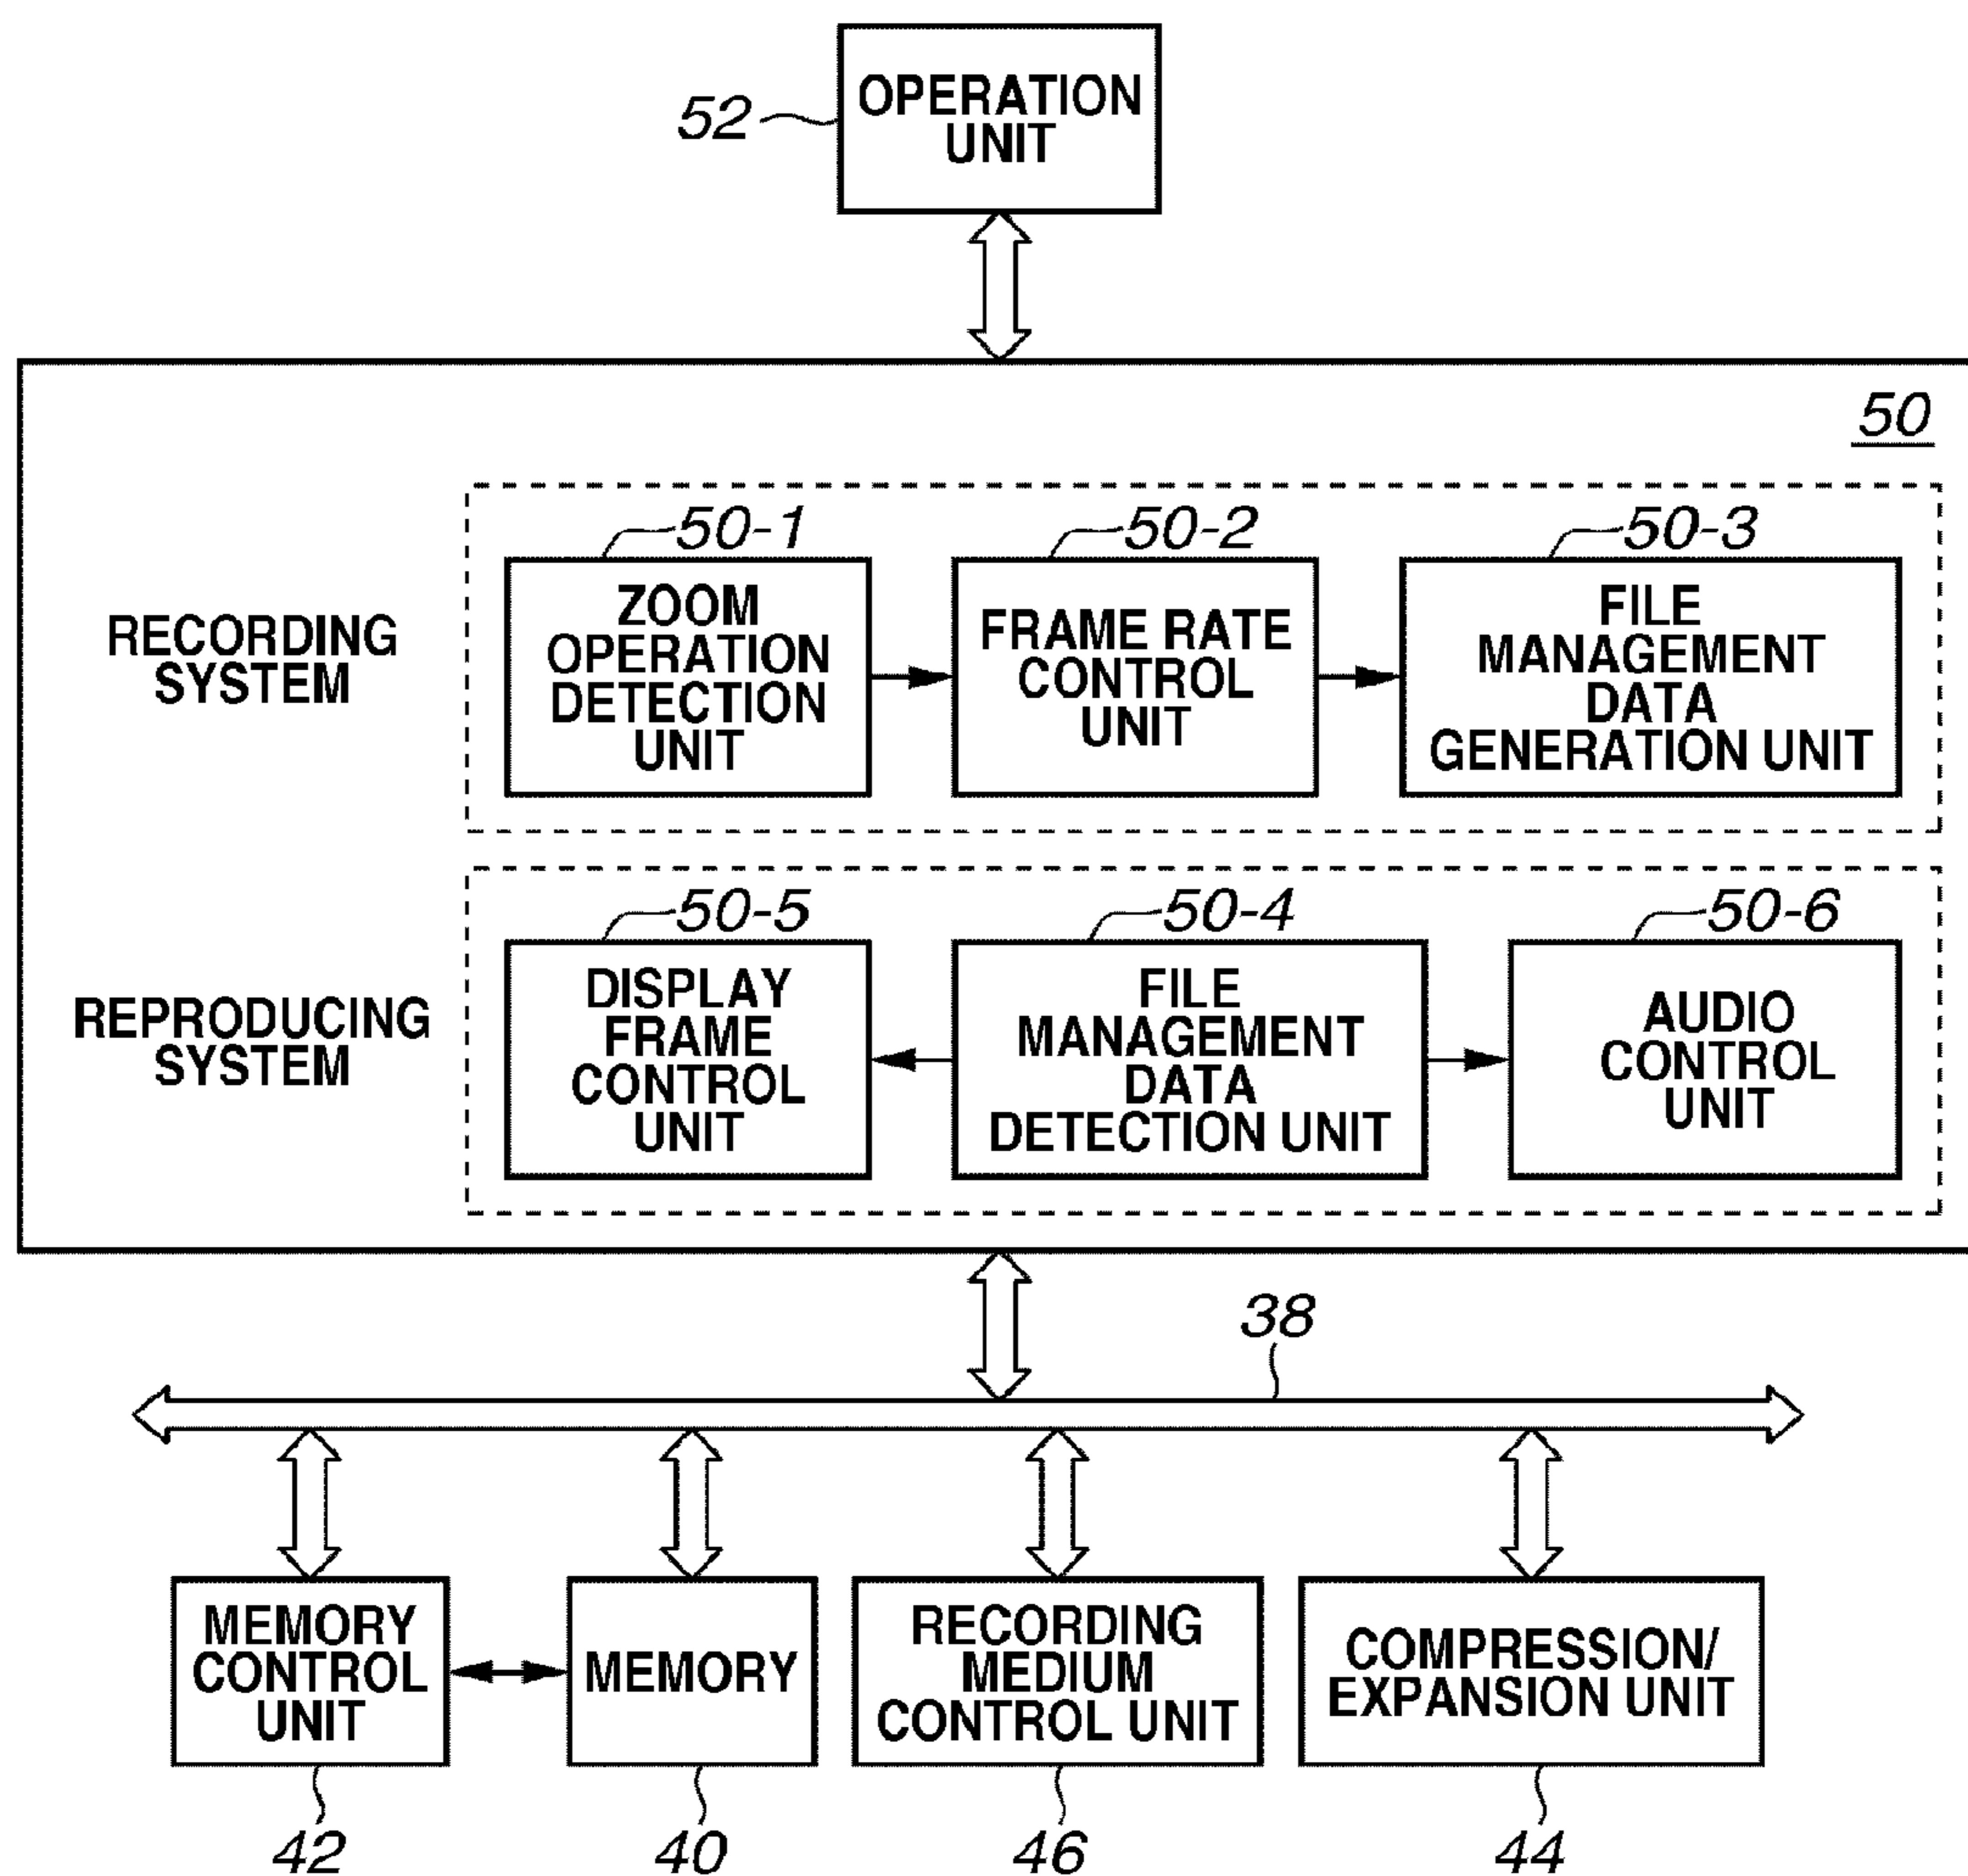 OPERATION
UNIT
52
50
RECORDING
SYSTEM
50-1
ZOOM
OPERATION
DETECTION
UNIT
50-2
FRAME RATE
CONTROL
UNIT
50-3
FILE
MANAGEMENT
DATA
GENERATION UNIT
REPRODUCING
SYSTEM
50-5
DISPLAY
FRAME
CONTROL
UNIT
50-4
FILE
MANAGEMENT
DATA
DETECTION UNIT
50-6
AUDIO
CONTROL
UNIT
38
MEMORY
CONTROL
UNIT
42
MEMORY
40
RECORDING
MEDIUM
CONTROL UNIT
46
COMPRESSION/
EXPANSION UNIT
44